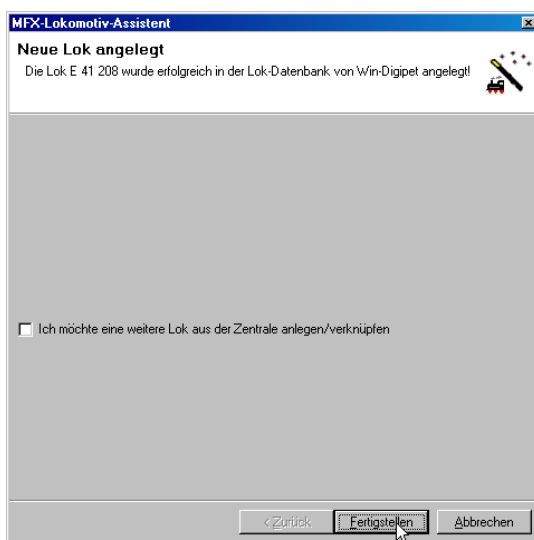 MFX-Lokomotiv-Assistent
Neue Lok angelegt
Die Lok E 41 208 wurde erfolgreich in der Lok-Datenbank von Win-Digipet angelegt!
Ich möchte eine weitere Lok aus der Zentrale anlegen/verknüpfen
< Zurück
Fertigstellen
Abbrechen